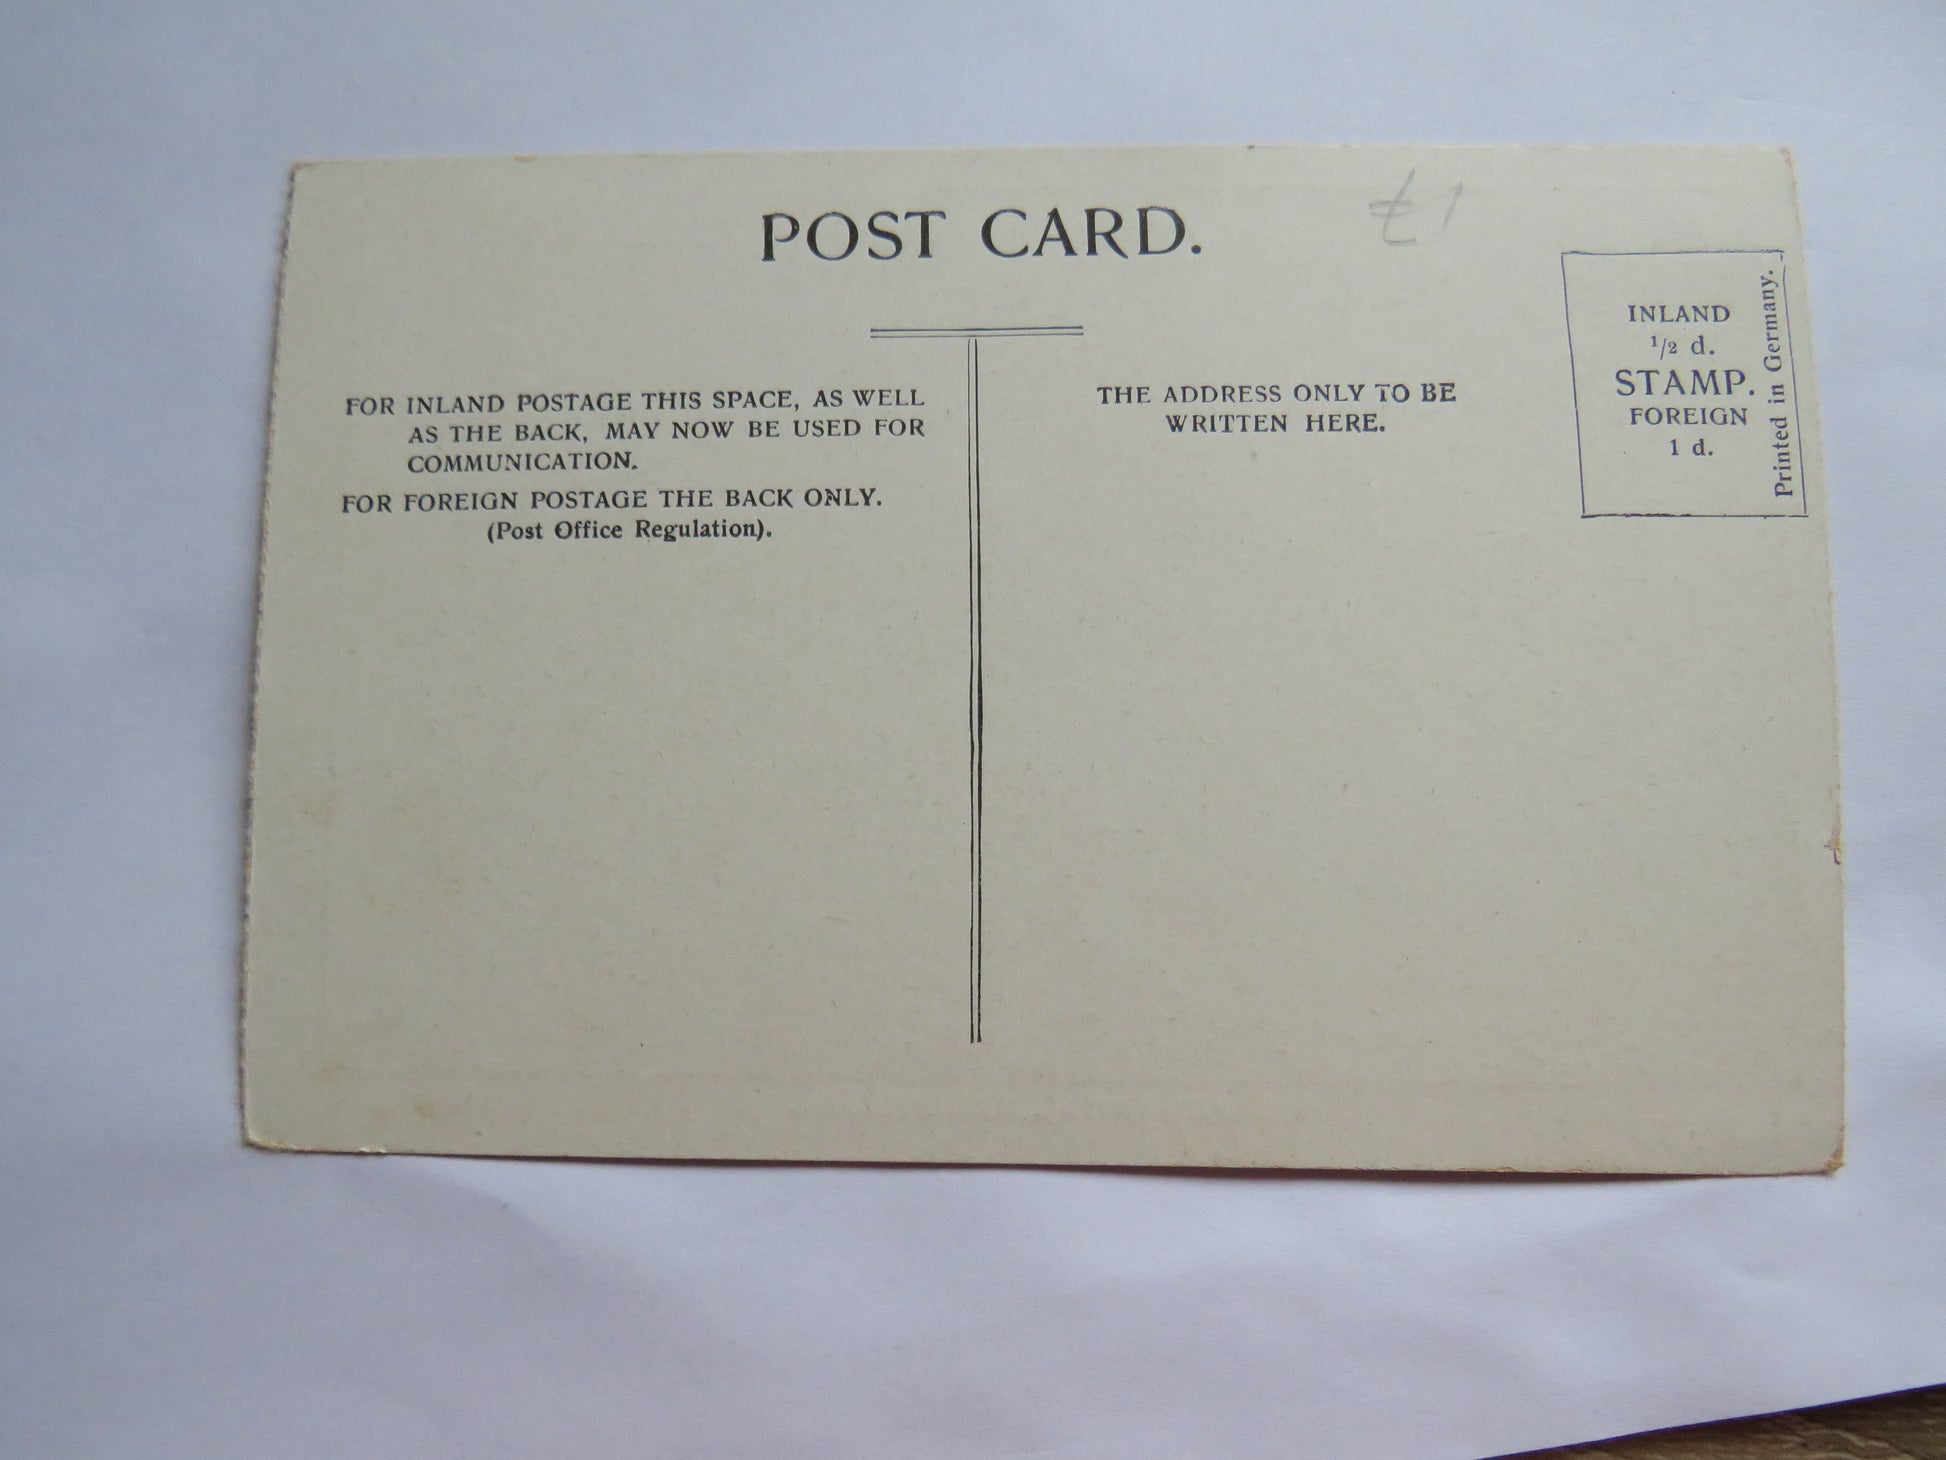 POST CARD.
£1
FOR INLAND POSTAGE THIS SPACE, AS WELL
AS THE BACK, MAY NOW BE USED FOR
COMMUNICATION.
FOR FOREIGN POSTAGE THE BACK ONLY.
(Post Office Regulation).
THE ADDRESS ONLY TO BE
WRITTEN HERE.
INLAND
1/2 d.
STAMP.
FOREIGN
1 d.
Printed in Germany.